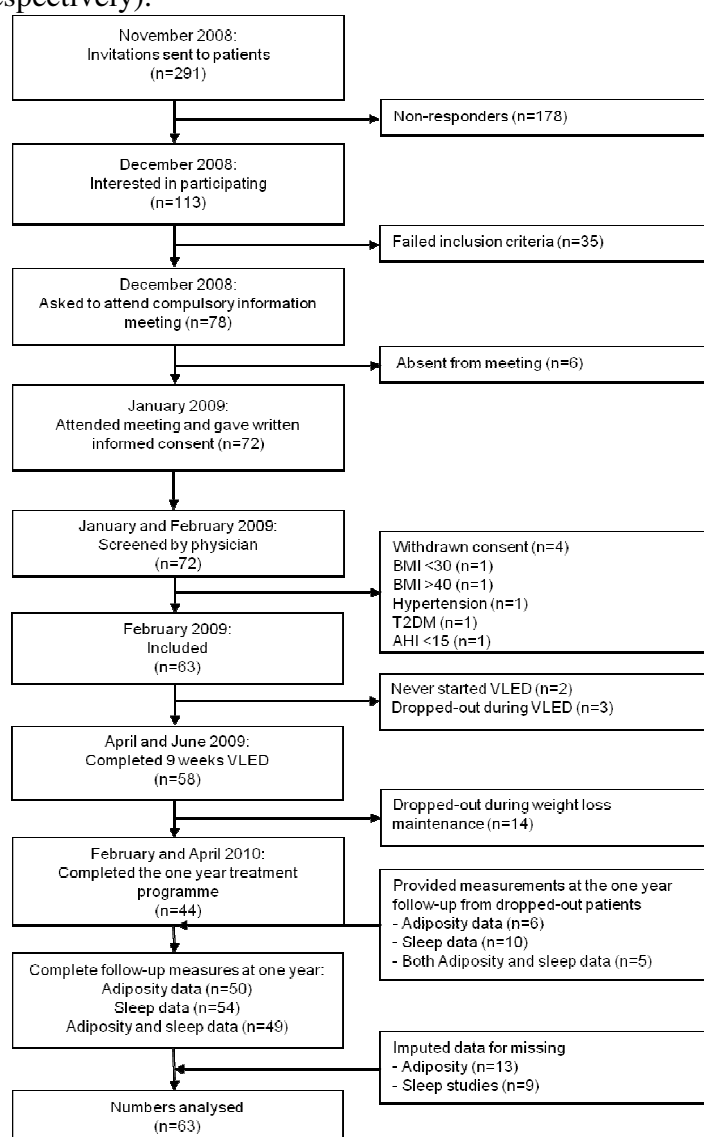 espectively).
November 2008:
Invitations sent to patients
(n=291)
Non-responders (n=178)
December 2008:
Interested in participating
(n=113)
Failed inclusion criteria (n=35)
December 2008:
Asked to attend compulsory information
meeting (n=78)
Absent from meeting (n=6)
January 2009:
Attended meeting and gave written
informed consent (n=72)
January and February 2009:
Screened by physician
(n=72)
Withdrawn consent (n=4)
BMI <30 (n=1)
BMI >40 (n=1)
Hypertension (n=1)
T2DM (n=1)
AHI <15 (n=1)
February 2009:
Included
(n=63)
Never started VLED (n=2)
Dropped-out during VLED (n=3)
April and June 2009:
Completed 9 weeks VLED
(n=58)
Dropped-out during weight loss
maintenance (n=14)
February and April 2010:
Completed the one year treatment
programme
(n=44)
Provided measurements at the one year
follow-up from dropped-out patients
- Adiposity data (n=6)
- Sleep data (n=10)
- Both Adiposity and sleep data (n=5)
Complete follow-up measures at one year:
Adiposity data (n=50)
Sleep data (n=54)
Adiposity and sleep data (n=49)
Imputed data for missing
- Adiposity (n=13)
- Sleep studies (n=9)
Numbers analysed
(n=63)